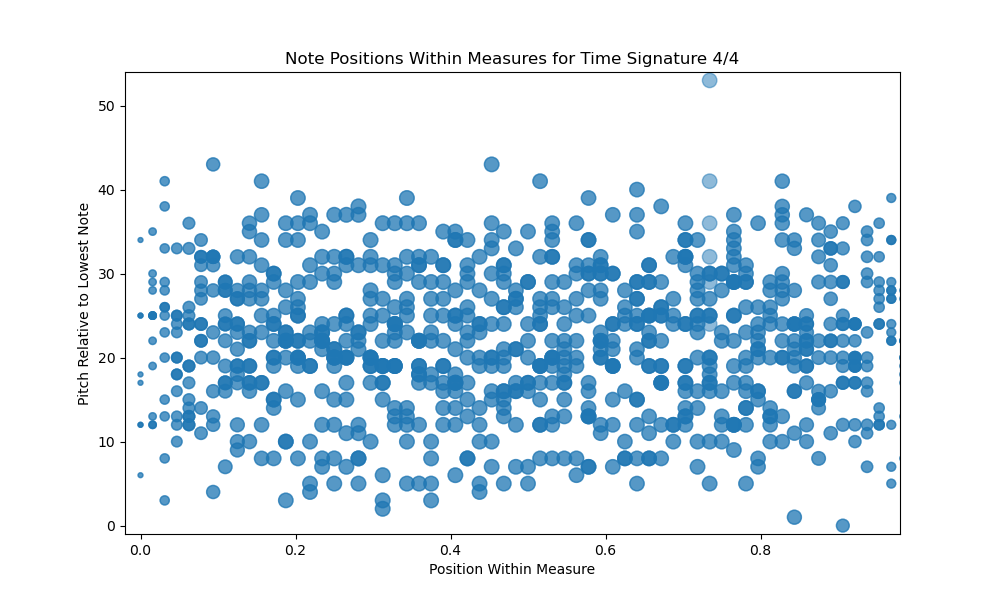 Note Positions Within Measures for Time Signature 4/4
Pitch Relative to Lowest Note
50
40
30
20
10
0
0.0 0.2 0.4 0.6 0.8
Position Within Measure